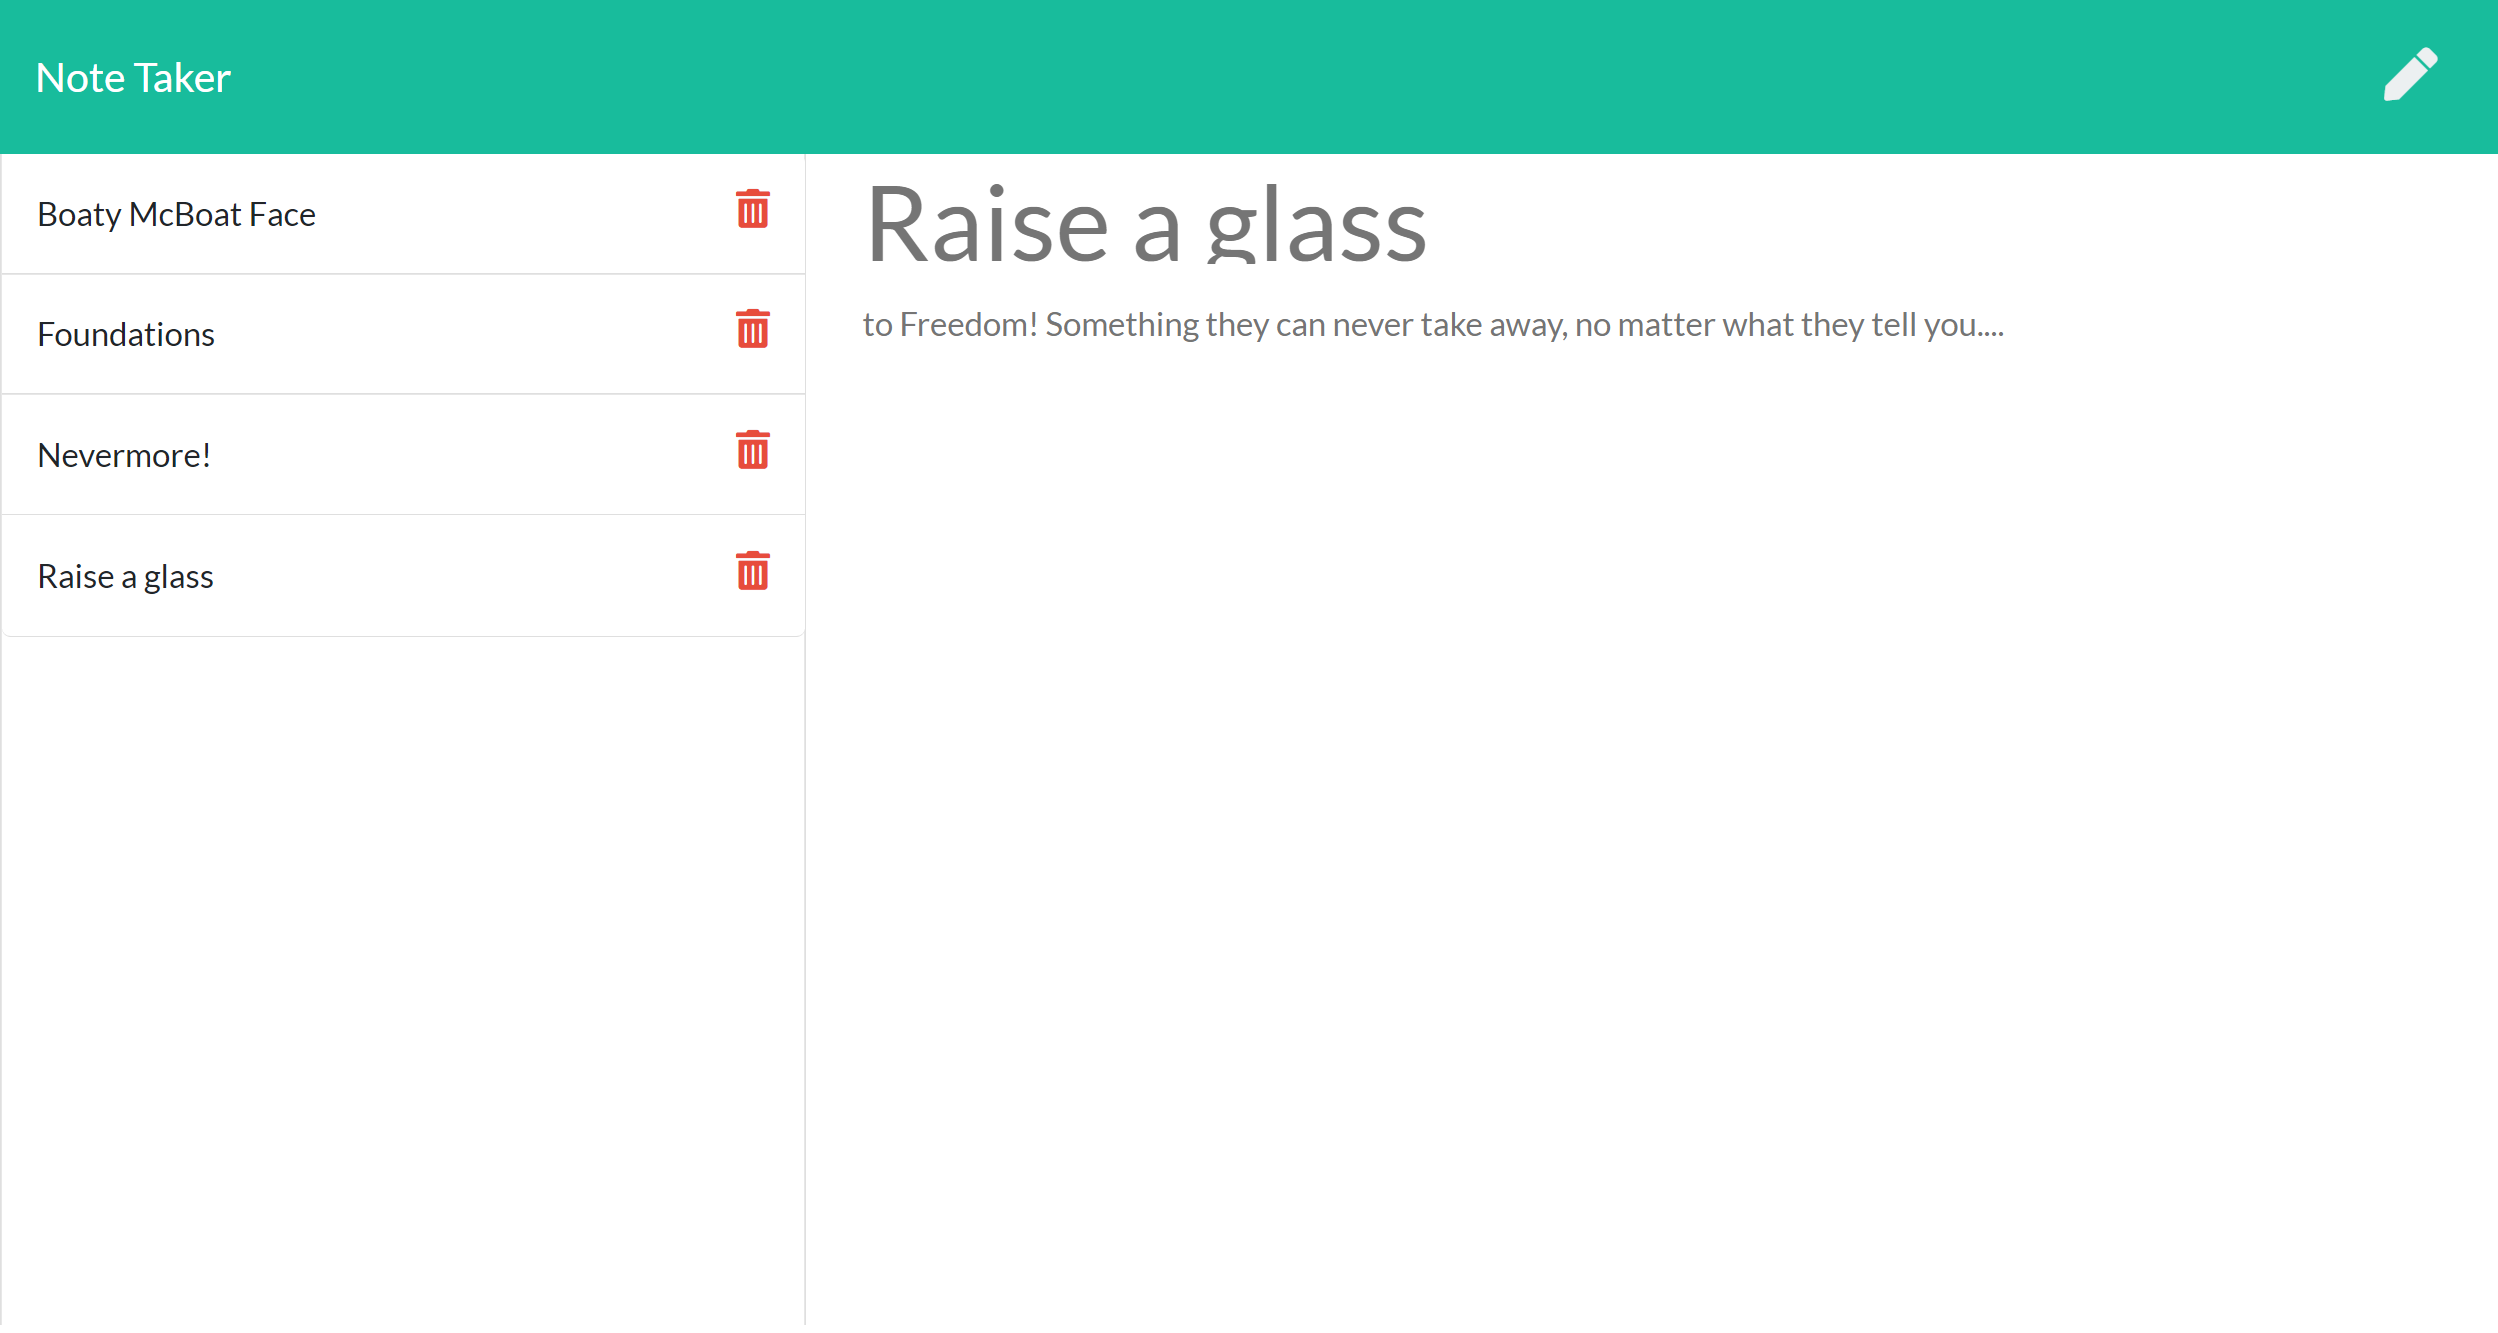 Note Taker
Boaty McBoat Face
Foundations
Nevermore!
Raise a glass
Raise a glass
to Freedom! Something they can never take away, no matter what they tell you....